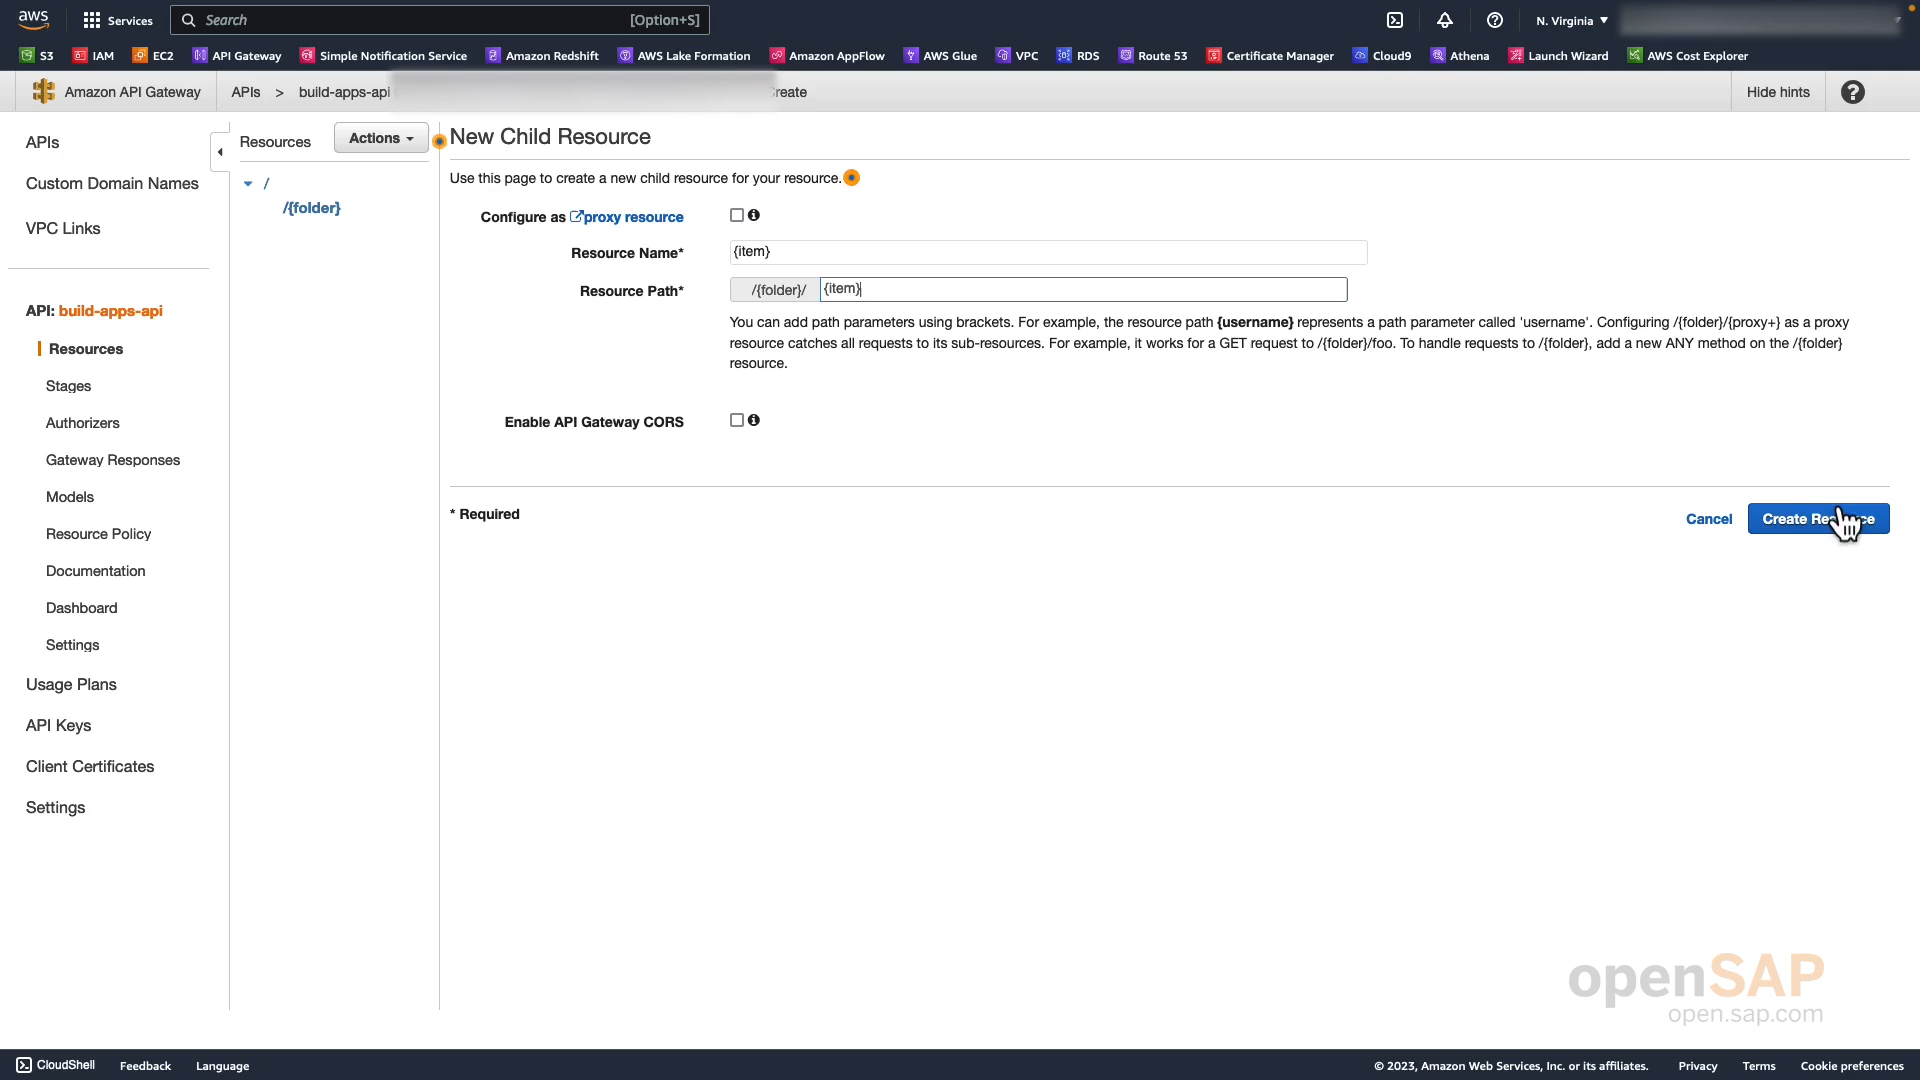 aws
Services
Search
[Option+S]
N. Virginia
S3
IAM
EC2
API Gateway
Simple Notification Service
Amazon Redshift
AWS Lake Formation
Amazon AppFlow
AWS Glue
VPC
RDS
Route 53
Certificate Manager
Cloud9
Athena
Launch Wizard
AWS Cost Explorer
Amazon API Gateway
APIs > build-apps-api
reate
Hide hints
APIs
Custom Domain Names
VPC Links
API: build-apps-api
Resources
Stages
Authorizers
Gateway Responses
Models
Resource Policy
Documentation
Dashboard
Settings
Usage Plans
API Keys
Client Certificates
Settings
Resources
Actions
/
/{folder}
New Child Resource
Use this page to create a new child resource for your resource.
Configure as proxy resource
Resource Name* {item}
Resource Path* /{folder}/ {item}
You can add path parameters using brackets. For example, the resource path {username} represents a path parameter called 'username'. Configuring /{folder}/{proxy+} as a proxy
resource catches all requests to its sub-resources. For example, it works for a GET request to /{folder}/foo. To handle requests to /{folder}, add a new ANY method on the /{folder}
resource.
Enable API Gateway CORS
* Required
Cancel
Create Re ce
openSAP
open.sap.com
CloudShell
Feedback
Language
© 2023, Amazon Web Services, Inc. or its affiliates.
Privacy
Terms
Cookie preferences